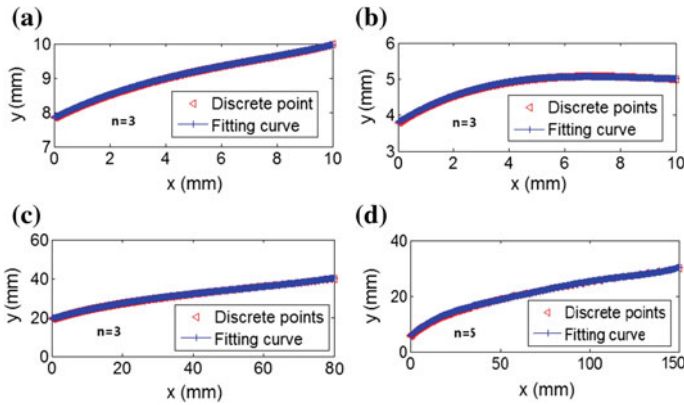 (a)
10
9
8
7
y (mm)
n=3
Discrete point
Fitting curve
0 2 4 6 8 10
x (mm)
(b)
6
5
4
3
y (mm)
n=3
Discrete points
Fitting curve
0 2 4 6 8 10
x (mm)
(c)
60
40
20
0
y (mm)
n=3
Discrete points
Fitting curve
0 20 40 60 80
x (mm)
(d)
40
20
0
y (mm)
n=5
Discrete points
Fitting curve
0 50 100 150
x (mm)